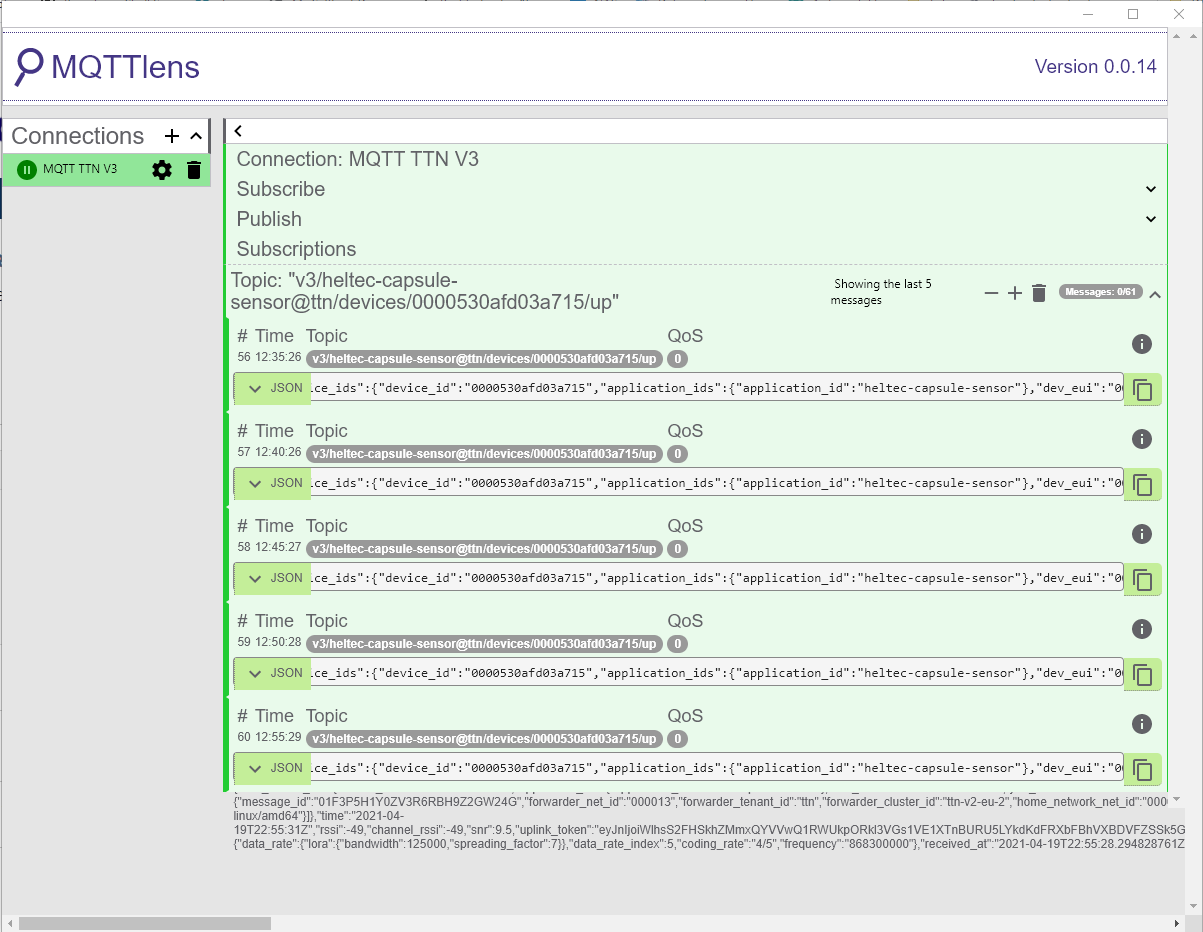 MQTTlens
Version 0.0.14
Connections
MQTT TTN V3
Connection: MQTT TTN V3
Subscribe
Publish
Subscriptions
Topic: "v3/heltec-capsule-
sensor@ttn/devices/0000530afd03a715/up"
Showing the last 5
messages
Messages: 0/61
# Time Topic QoS
56 12:35:26 v3/heltec-capsule-sensor@ttn/devices/0000530afd03a715/up 0
JSON ice_ids":{"device_id":"0000530afd03a715","application_ids":{"application_id":"heltec-capsule-sensor"},"dev_eui":"0
# Time Topic QoS
57 12:40:26 v3/heltec-capsule-sensor@ttn/devices/0000530afd03a715/up 0
JSON ice_ids":{"device_id":"0000530afd03a715","application_ids":{"application_id":"heltec-capsule-sensor"},"dev_eui":"0
# Time Topic QoS
58 12:45:27 v3/heltec-capsule-sensor@ttn/devices/0000530afd03a715/up 0
JSON ice_ids":{"device_id":"0000530afd03a715","application_ids":{"application_id":"heltec-capsule-sensor"},"dev_eui":"0
# Time Topic QoS
59 12:50:28 v3/heltec-capsule-sensor@ttn/devices/0000530afd03a715/up 0
JSON ice_ids":{"device_id":"0000530afd03a715","application_ids":{"application_id":"heltec-capsule-sensor"},"dev_eui":"0
# Time Topic QoS
60 12:55:29 v3/heltec-capsule-sensor@ttn/devices/0000530afd03a715/up 0
JSON ice_ids":{"device_id":"0000530afd03a715","application_ids":{"application_id":"heltec-capsule-sensor"},"dev_eui":"0
{"message_id":"01F3P5H1Y0ZV3R6RBH9Z2GW24G","forwarder_net_id":"000013","forwarder_tenant_id":"ttn","forwarder_cluster_id":"ttn-v2-eu-2","home_network_net_id":"000
linux/amd64"}]},"time":"2021-04-
19T22:55:31Z","rssi":-49,"channel_rssi":-49,"snr":9.5,"uplink_token":"eyJnIjoiWlhsS2FHSkhZMmxQYVVwQ1RWUkpORkl3VGs1VE1XTnBURU5LYkdKdFRXbFBhVXBDVFZSSk5G
{"data_rate":{"lora":{"bandwidth":125000,"spreading_factor":7}},"data_rate_index":5,"coding_rate":"4/5","frequency":"868300000"},"received_at":"2021-04-19T22:55:28.294828761Z